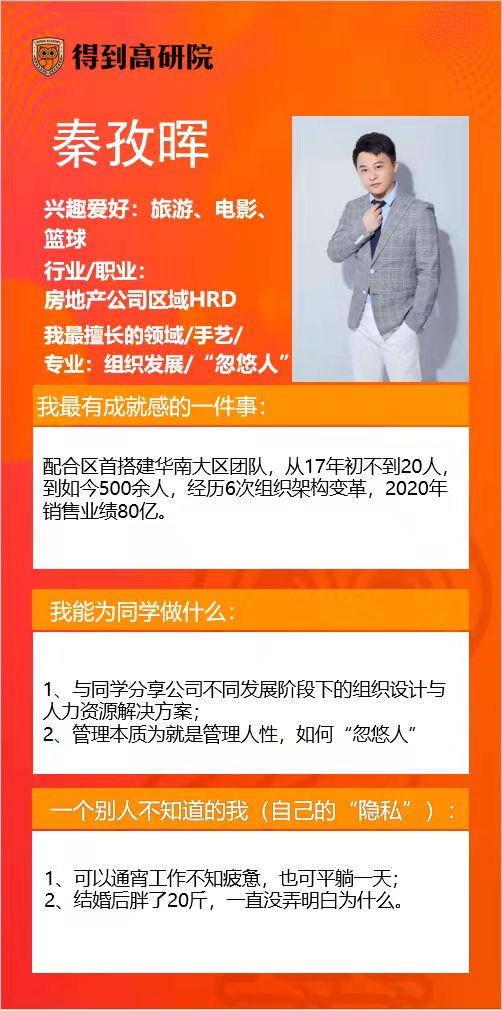 得到高研院
秦孜晖
兴趣爱好：旅游、电影、
篮球
行业/职业：
房地产公司区域HRD
我最擅长的领域/手艺/
专业：组织发展/“忽悠人”
我最有成就感的一件事：
配合区首搭建华南大区团队，从17年初不到20人，
到如今500余人，经历6次组织架构变革，2020年
销售业绩80亿。
我能为同学做什么：
1、与同学分享公司不同发展阶段下的组织设计与
人力资源解决方案；
2、管理本质为就是管理人性，如何“忽悠人”
一个别人不知道的我（自己的“隐私”）：
1、可以通宵工作不知疲惫，也可平躺一天；
2、结婚后胖了20斤，一直没弄明白为什么。